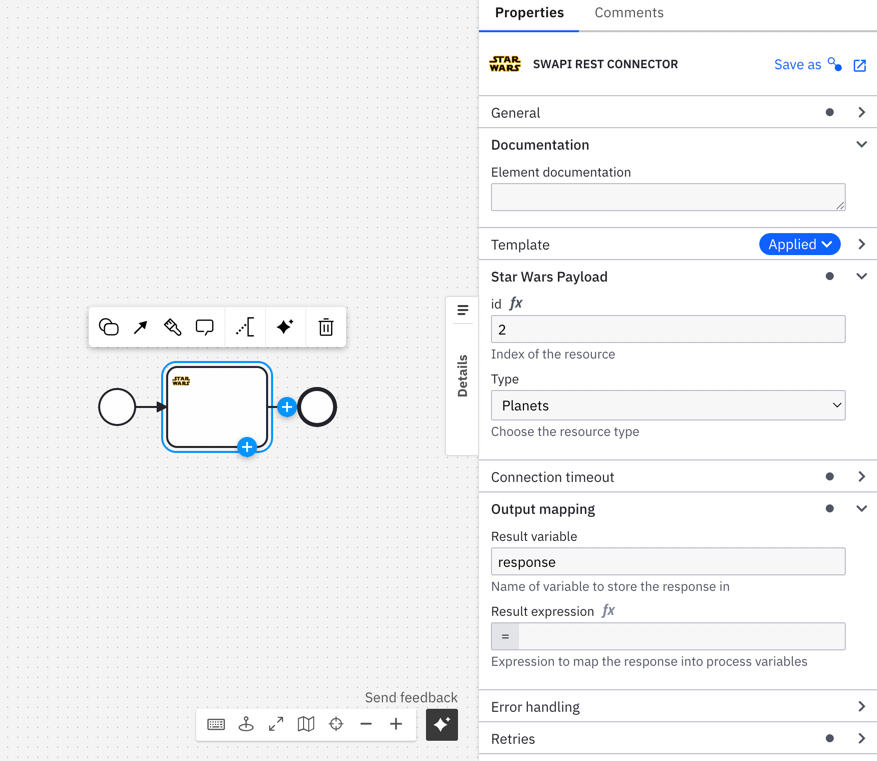 Properties
Comments
STAR WARS
SWAPI REST CONNECTOR
Save as
General
Documentation
Element documentation
Template
Applied
Star Wars Payload
id fx
2
Index of the resource
Type
Planets
Choose the resource type
Connection timeout
Output mapping
Result variable
response
Name of variable to store the response in
Result expression fx
=
Expression to map the response into process variables
Error handling
Retries
Details
STAR WARS
Send feedback